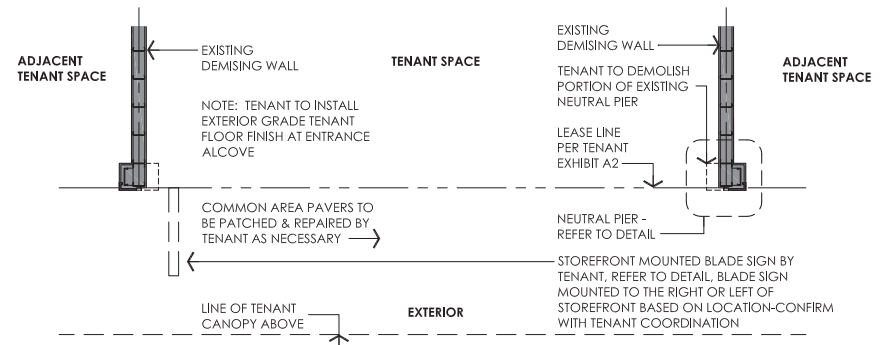 ADJACENT
TENANT SPACE
EXISTING
DEMISING WALL
NOTE:  TENANT TO INSTALL
EXTERIOR GRADE TENANT
FLOOR FINISH AT ENTRANCE
ALCOVE
TENANT SPACE
EXISTING
DEMISING WALL
TENANT TO DEMOLISH
PORTION OF EXISTING
NEUTRAL PIER
LEASE LINE
PER TENANT
EXHIBIT A2
ADJACENT
TENANT SPACE
COMMON AREA PAVERS TO
BE PATCHED & REPAIRED BY
TENANT AS NECESSARY
NEUTRAL PIER -
REFER TO DETAIL
STOREFRONT MOUNTED BLADE SIGN BY
TENANT, REFER TO DETAIL, BLADE SIGN
MOUNTED TO THE RIGHT OR LEFT OF
STOREFRONT BASED ON LOCATION-CONFIRM
WITH TENANT COORDINATION
LINE OF TENANT
CANOPY ABOVE
EXTERIOR